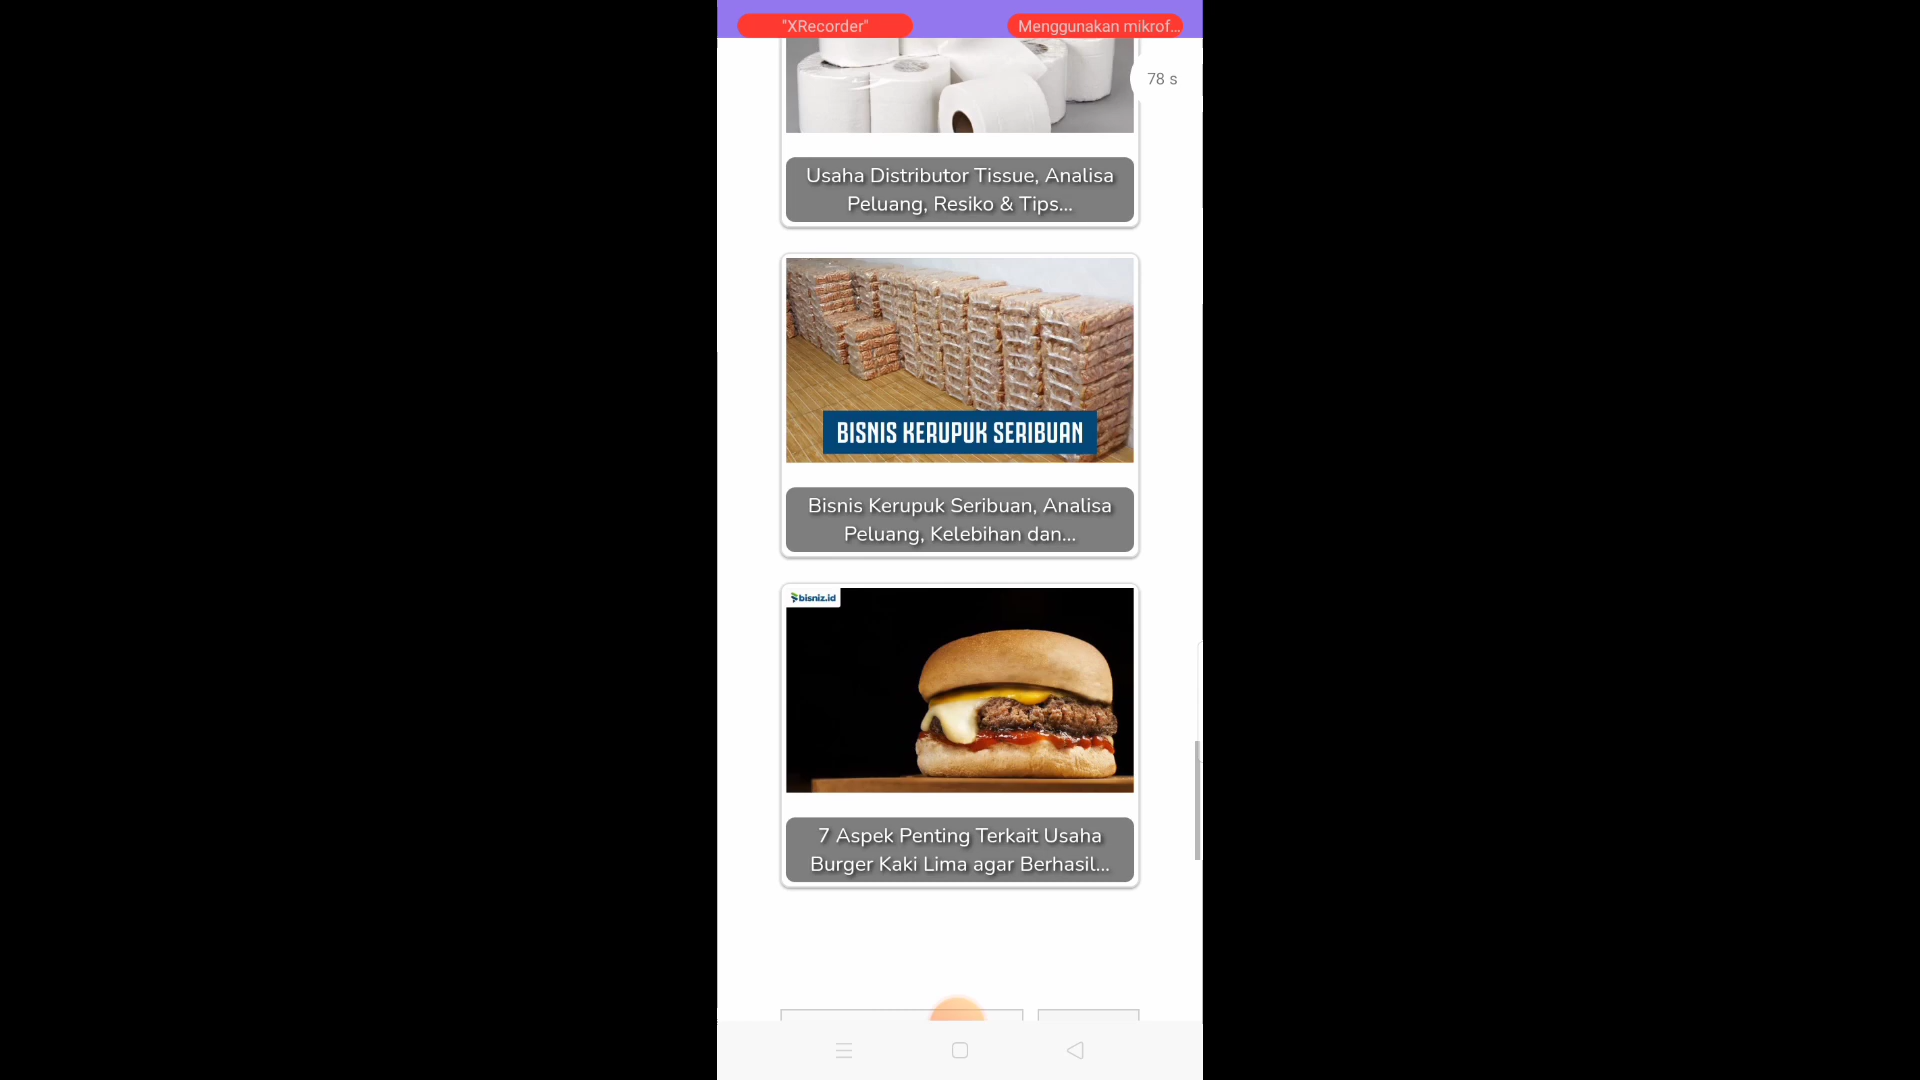 "XRecorder"
Menggunakan mikrof...
78 s
Usaha Distributor Tissue, Analisa
Peluang, Resiko & Tips...
BISNIS KERUPUK SERIBUAN
Bisnis Kerupuk Seribuan, Analisa
Peluang, Kelebihan dan...
bisniz.id
7 Aspek Penting Terkait Usaha
Burger Kaki Lima agar Berhasil...